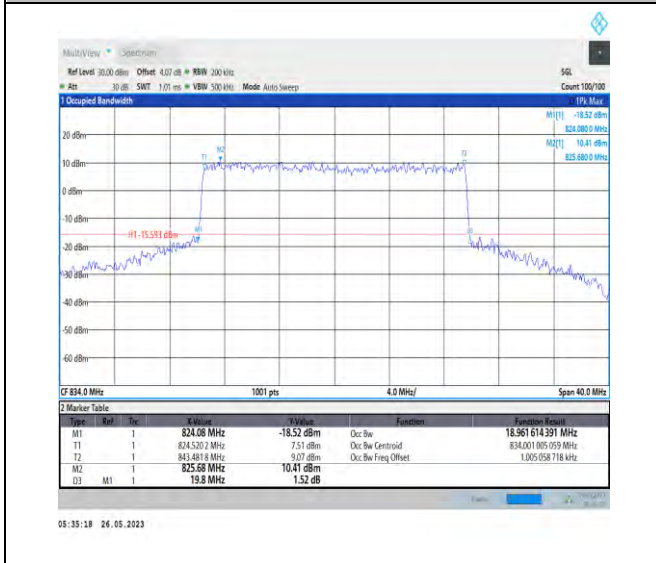 MultiView Spectrum
Ref Level 30.00 dBm Offset 4.07 dB RBW 200 kHz SGL
Att 30 dB SWT 1.01 ms VBW 500 kHz Mode Auto Sweep Count 100/100
1 Occupied Bandwidth 1Pk Max
M1[1] -18.52 dBm
824.080 0 MHz
M2[1] 10.41 dBm
825.680 0 MHz
20 dBm
T1 M2 T2
10 dBm
0 dBm
-10 dBm
H1 -15.593 dBm M1
-20 dBm
-30 dBm
-40 dBm
-50 dBm
-60 dBm
CF 834.0 MHz 1001 pts 4.0 MHz/ Span 40.0 MHz
2 Marker Table
Type Ref Trc X-Value Y-Value Function Function Result
M1 1 824.08 MHz -18.52 dBm Occ Bw 18.961 614 391 MHz
T1 1 824.520 2 MHz 7.51 dBm Occ Bw Centroid 834.001 005 059 MHz
T2 1 843.481 8 MHz 9.07 dBm Occ Bw Freq Offset 1.005 058 718 kHz
M2 1 825.68 MHz 10.41 dBm
D3 M1 1 19.8 MHz 1.52 dB
05:35:18 26.05.2023